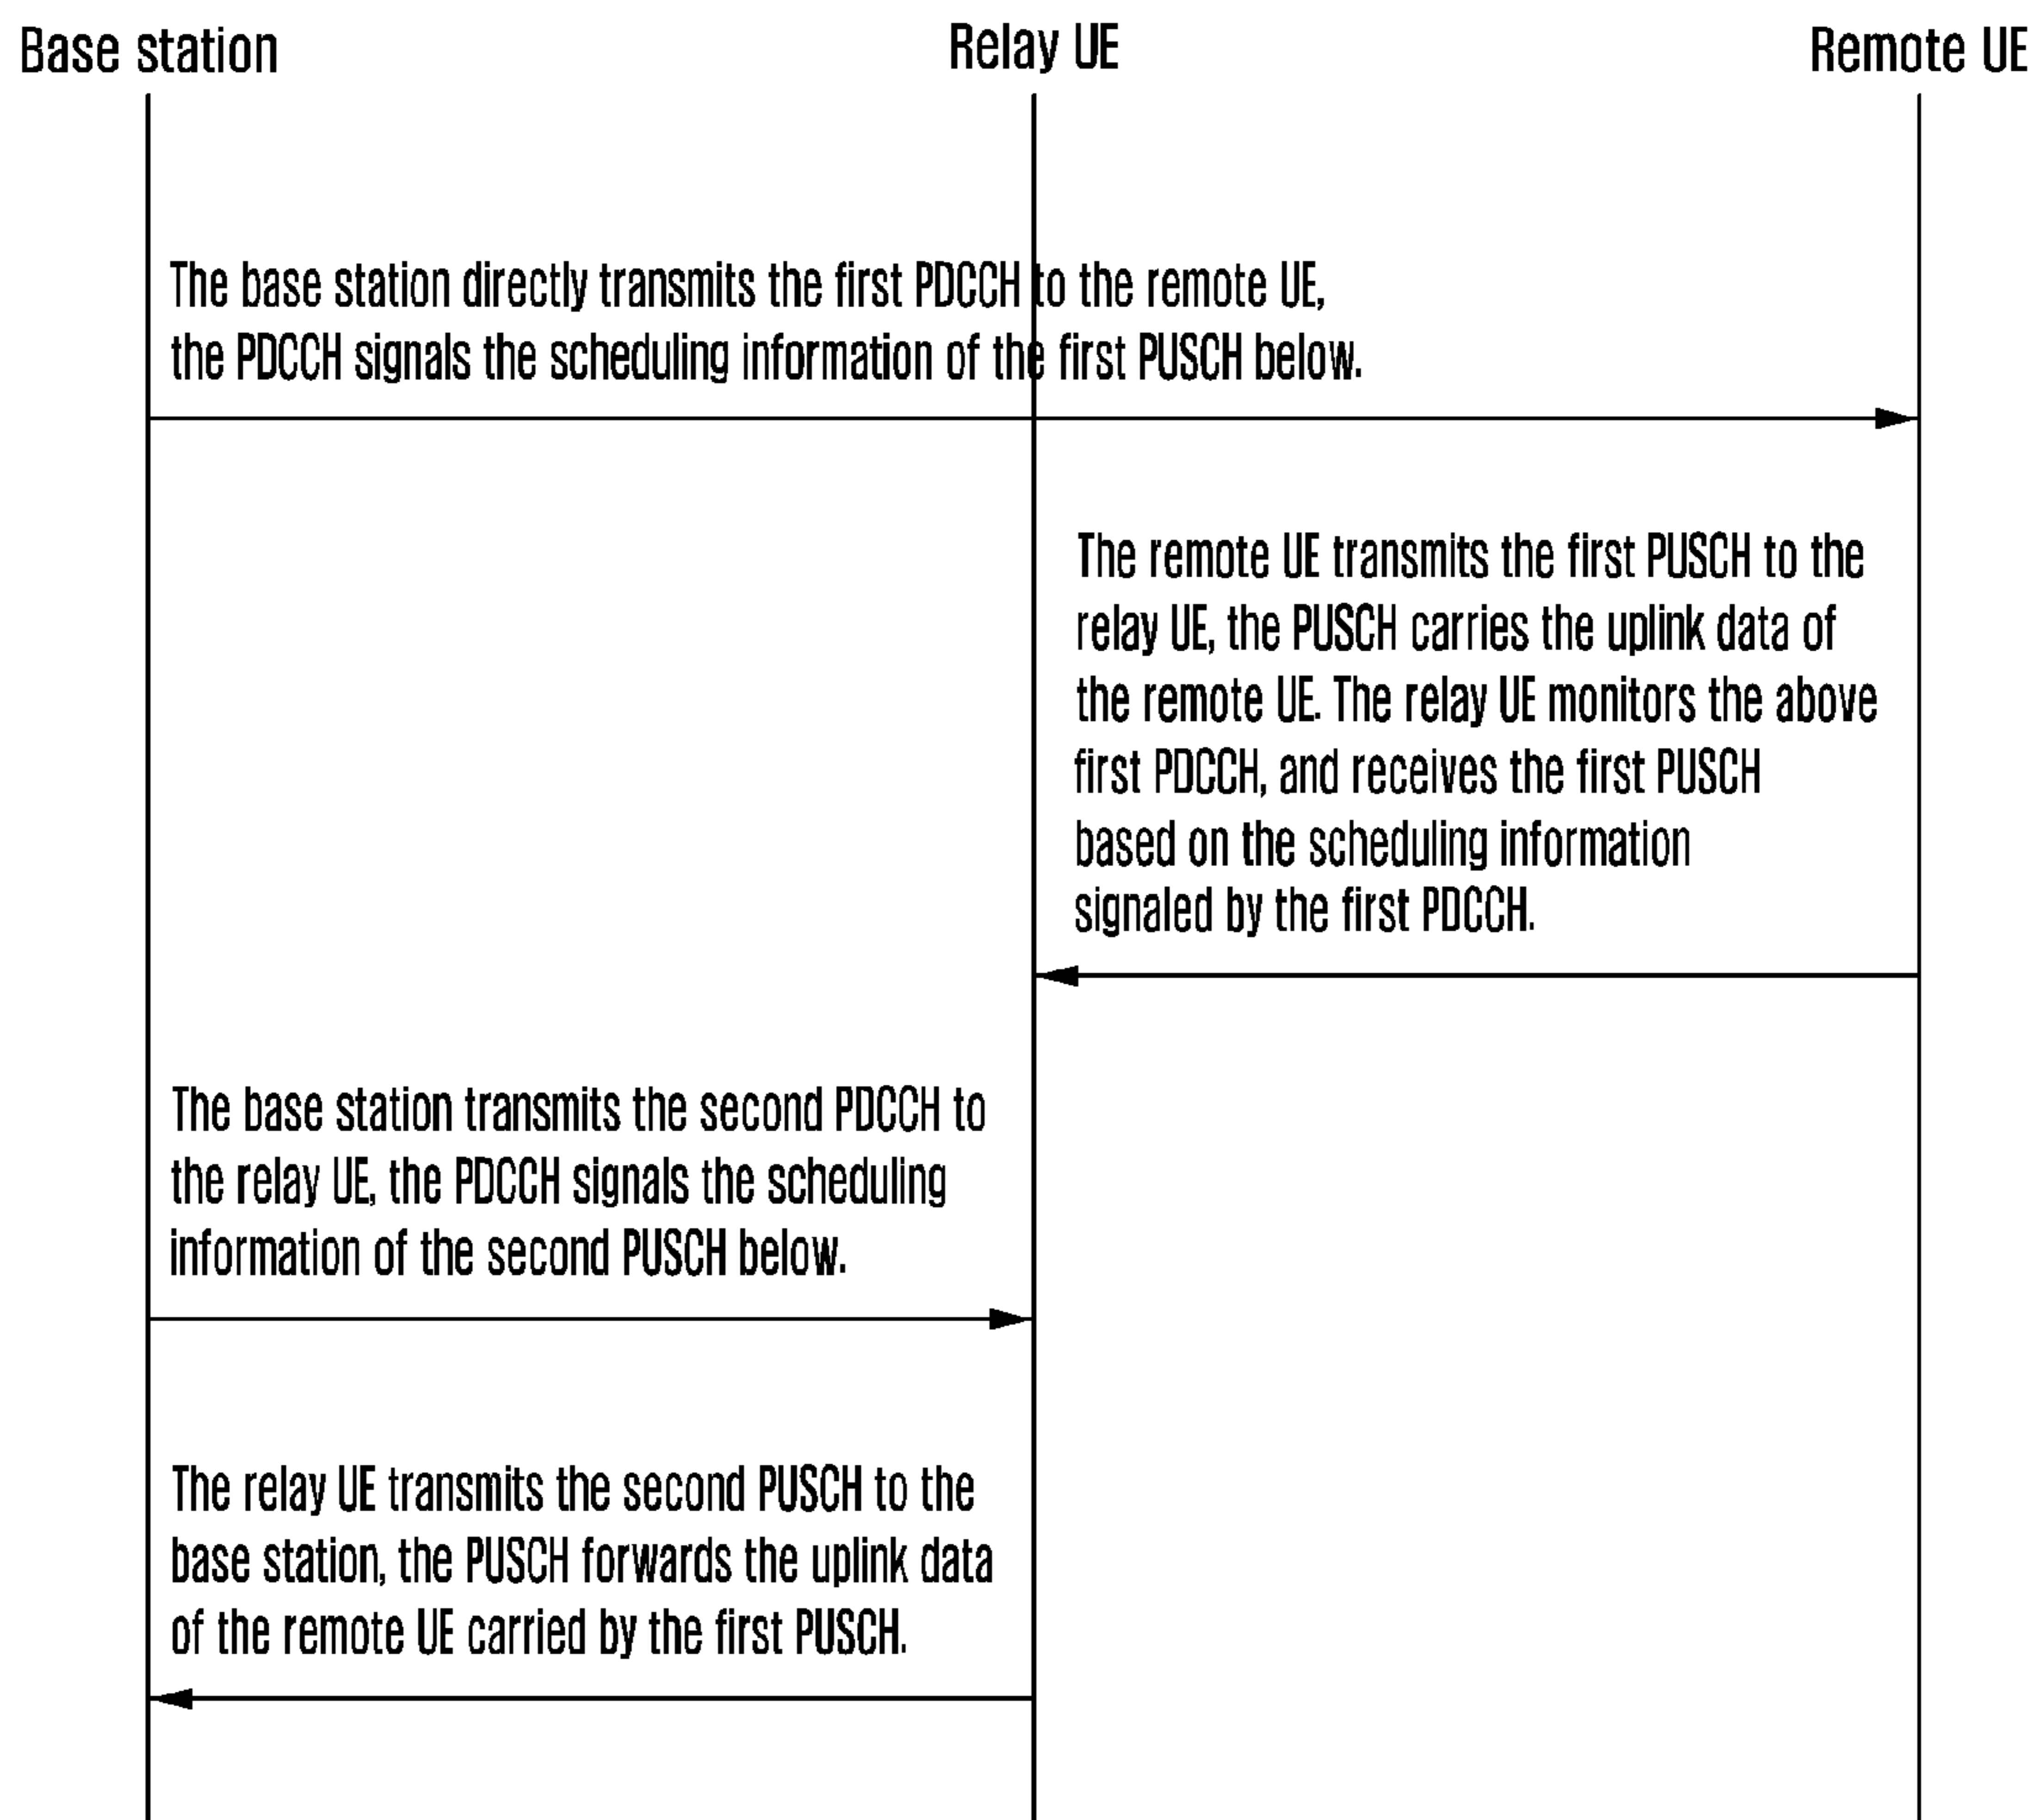 Base station
Relay UE
Remote UE
The base station directly transmits the first PDCCH to the remote UE,
the PDCCH signals the scheduling information of the first PUSCH below.
The remote UE transmits the first PUSCH to the
relay UE, the PUSCH carries the uplink data of
the remote UE. The relay UE monitors the above
first PDCCH, and receives the first PUSCH
based on the scheduling information
signaled by the first PDCCH.
The base station transmits the second PDCCH to
the relay UE, the PDCCH signals the scheduling
information of the second PUSCH below.
The relay UE transmits the second PUSCH to the
base station, the PUSCH forwards the uplink data
of the remote UE carried by the first PUSCH.